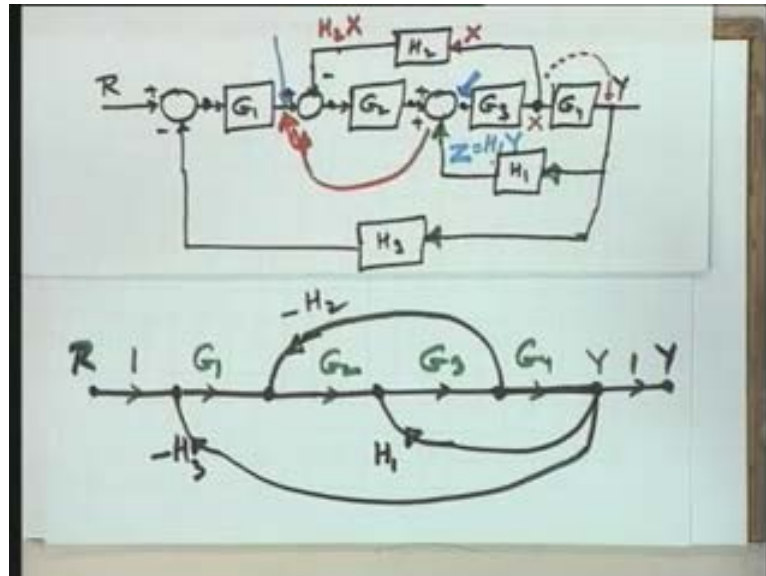 H₂X H₂ X
R + - G₁ + - G₂ + + G₃ X G₄ Y
Z=H₁Y H₁
H₃
-H₂
R 1 G₁ G₂ G₃ G₄ Y 1 Y
-H₃ H₁